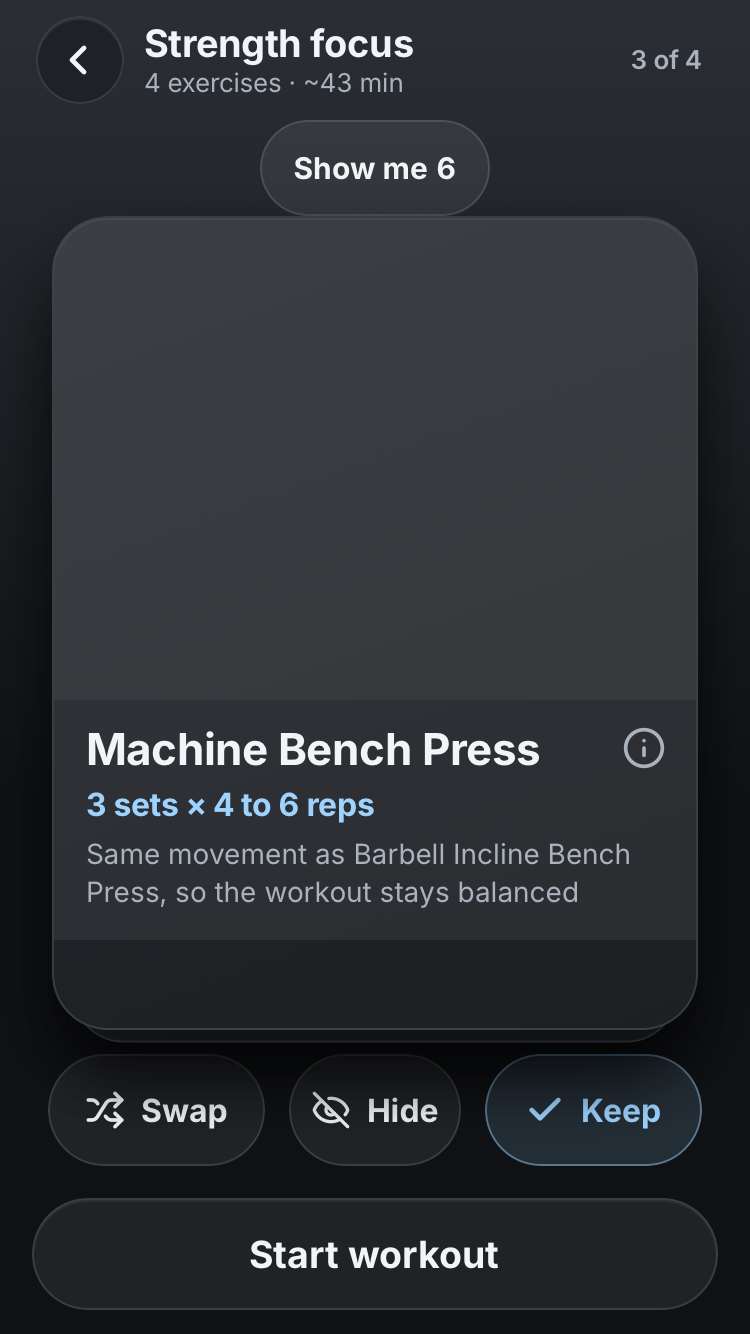 Strength focus
4 exercises · ~43 min
3 of 4
Show me 6
Machine Bench Press
3 sets × 4 to 6 reps
Same movement as Barbell Incline Bench
Press, so the workout stays balanced
Swap
Hide
Keep
Start workout